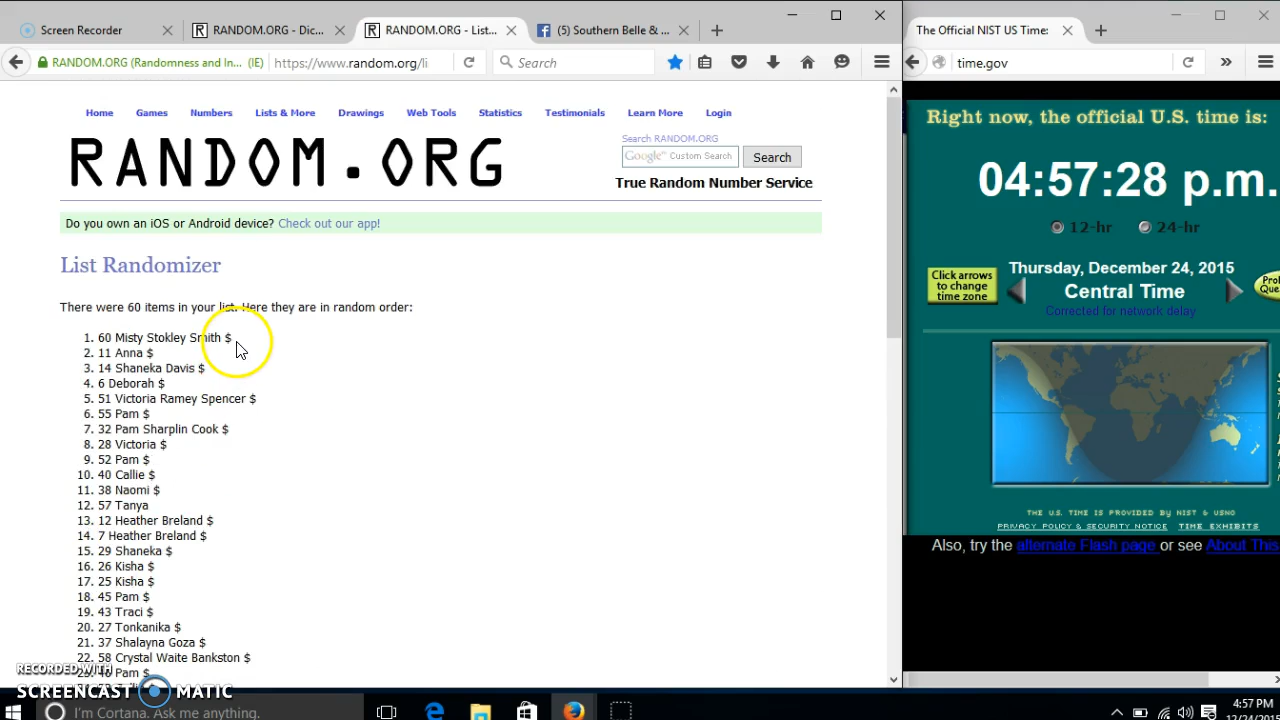 Screen Recorder
RANDOM.ORG - Dic...
RANDOM.ORG - List...
(5) Southern Belle & ...
RANDOM.ORG (Randomness and In... (IE)
https://www.random.org/li
Search
Home Games Numbers Lists & More Drawings Web Tools Statistics Testimonials Learn More Login
RANDOM.ORG
Search RANDOM.ORG
Google™ Custom Search
Search
True Random Number Service
Do you own an iOS or Android device? Check out our app!
List Randomizer
There were 60 items in your list. Here they are in random order:
1. 60 Misty Stokley Smith $
2. 11 Anna $
3. 14 Shaneka Davis $
4. 6 Deborah $
5. 51 Victoria Ramey Spencer $
6. 55 Pam $
7. 32 Pam Sharplin Cook $
8. 28 Victoria $
9. 52 Pam $
10. 40 Callie $
11. 38 Naomi $
12. 57 Tanya
13. 12 Heather Breland $
14. 7 Heather Breland $
15. 29 Shaneka $
16. 26 Kisha $
17. 25 Kisha $
18. 45 Pam $
19. 43 Traci $
20. 27 Tonkanika $
21. 37 Shalayna Goza $
22. 58 Crystal Waite Bankston $
23. 46 Pam $
RECORDED WITH
SCREENCAST MATIC
I'm Cortana. Ask me anything.
The Official NIST US Time:
time.gov
Right now, the official U.S. time is:
04:57:28 p.m.
12-hr 24-hr
Click arrows
to change
time zone
Thursday, December 24, 2015
Central Time
Corrected for network delay
THE U.S. TIME IS PROVIDED BY NIST & USNO
PRIVACY POLICY & SECURITY NOTICE TIME EXHIBITS
Also, try the alternate Flash page or see About This
4:57 PM
12/24/2015